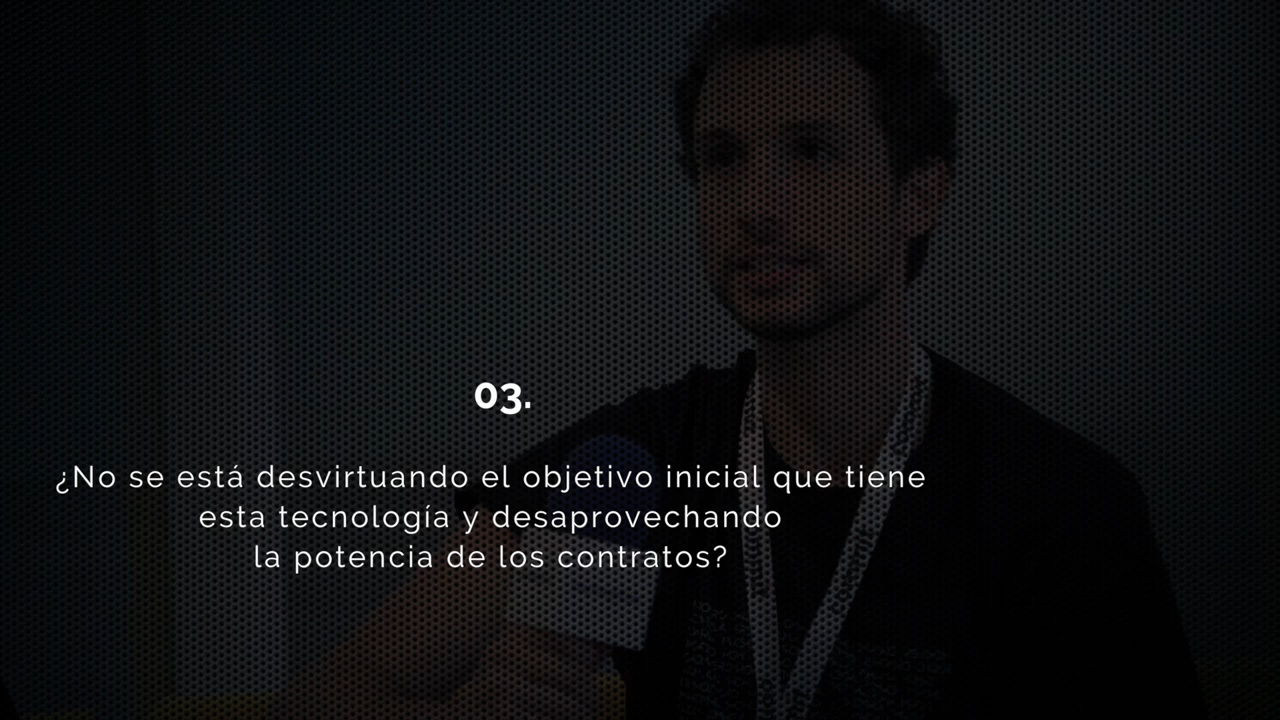 03.
¿No se está desvirtuando el objetivo inicial que tiene
esta tecnología y desaprovechando
la potencia de los contratos?